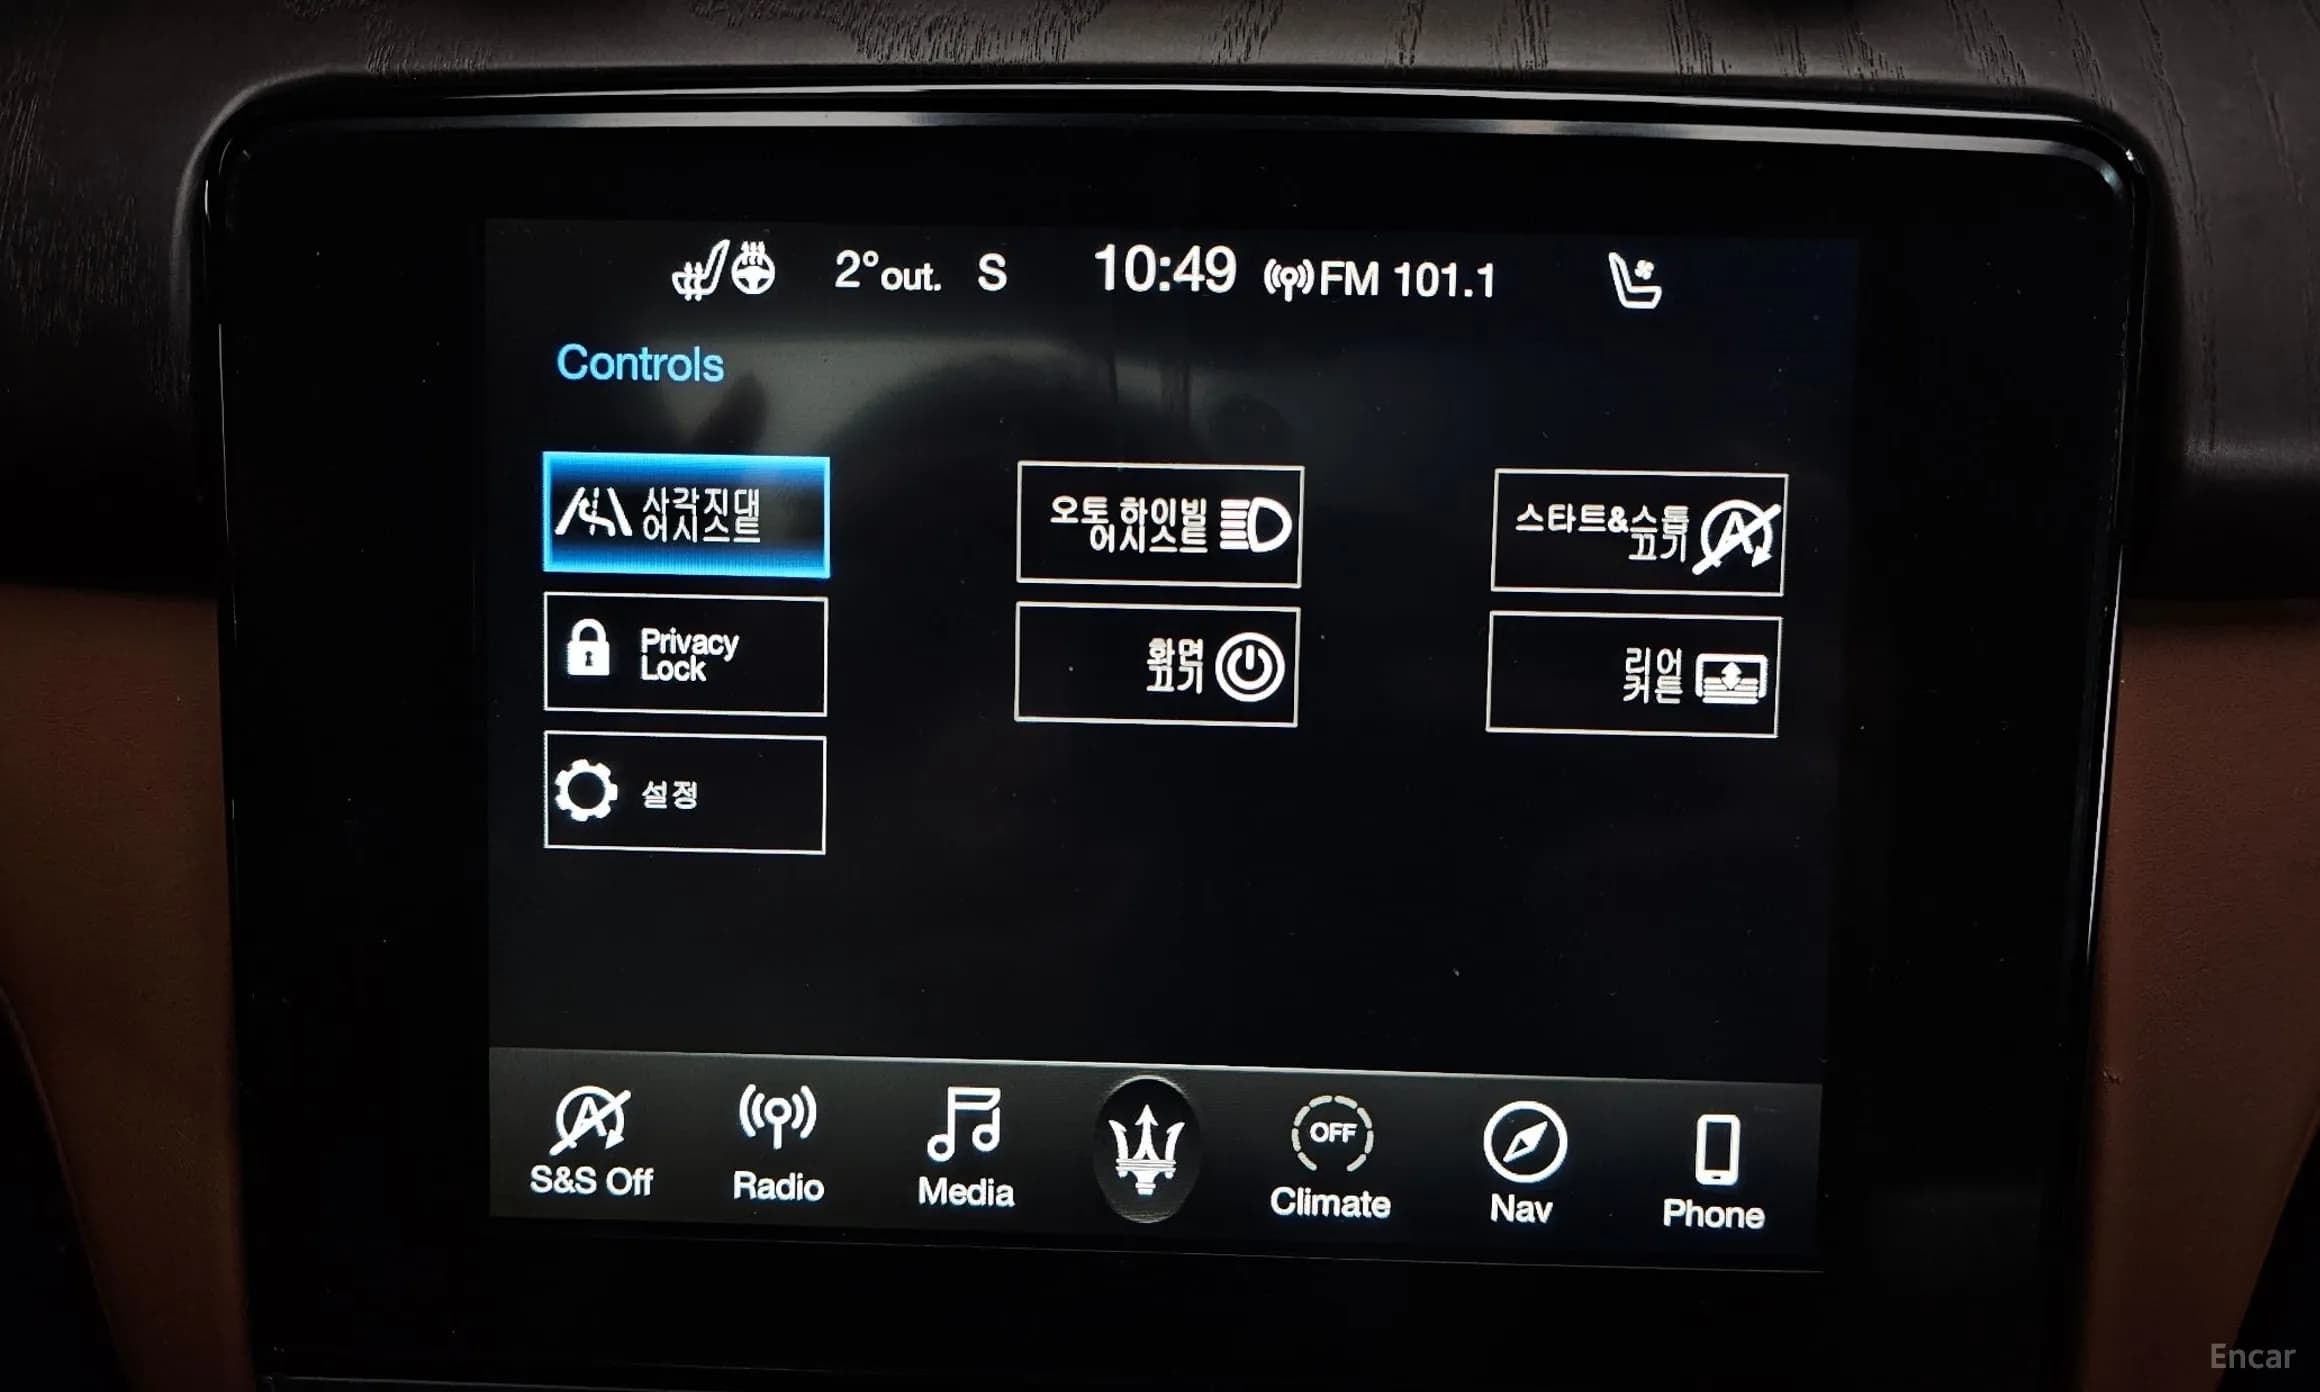 2°out. S 10:49 FM 101.1
Controls
사각지대
어시스트
오토 하이빔
어시스트
스타트&스톱
끄기
Privacy
Lock
화면
끄기
리어
커튼
설정
S&S Off
Radio
Media
OFF
Climate
Nav
Phone
Encar